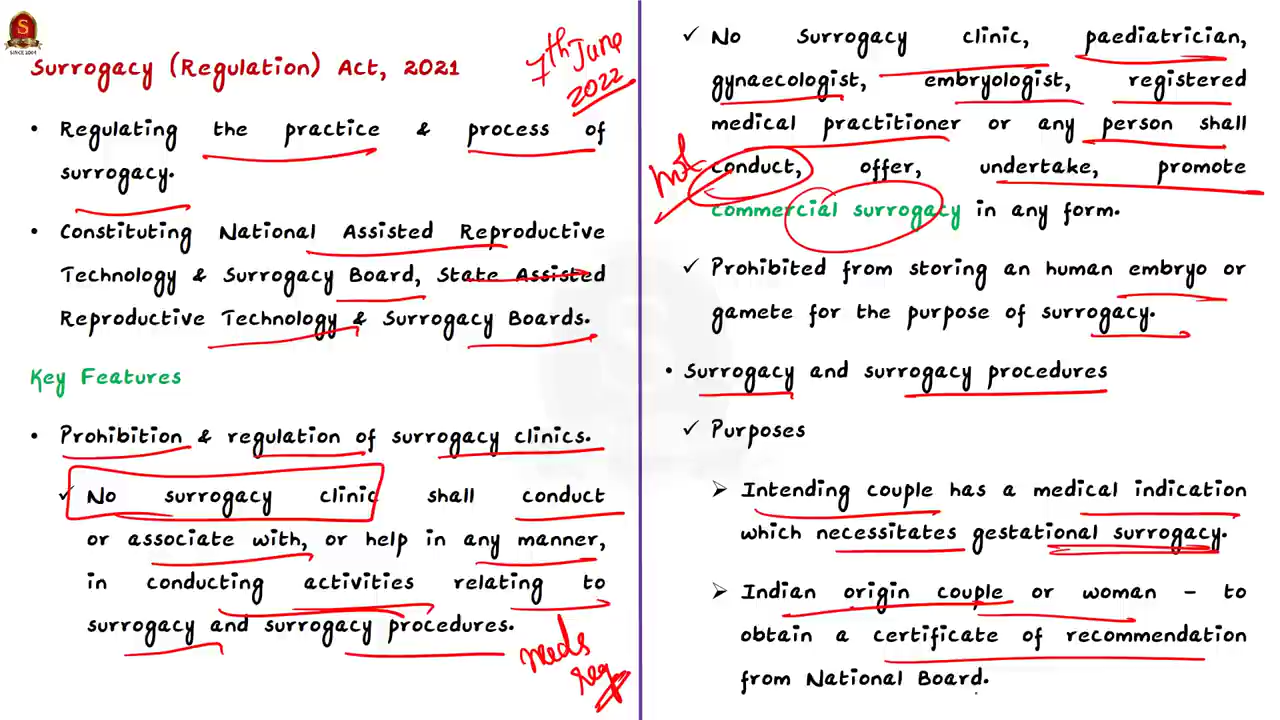 S
SINCE 2004
Surrogacy (Regulation) Act, 2021
7th June
2022
• Regulating the practice & process of
surrogacy.
• Constituting National Assisted Reproductive
Technology & Surrogacy Board, State Assisted
Reproductive Technology & Surrogacy Boards.
Key Features
• Prohibition & regulation of surrogacy clinics.
✓ No surrogacy clinic shall conduct
or associate with, or help in any manner,
in conducting activities relating to
surrogacy and surrogacy procedures.
needs
reg
✓ No surrogacy clinic, paediatrician,
gynaecologist, embryologist, registered
medical practitioner or any person shall
not
conduct, offer, undertake, promote
commercial surrogacy in any form.
✓ Prohibited from storing an human embryo or
gamete for the purpose of surrogacy.
• Surrogacy and surrogacy procedures
✓ Purposes
➢ Intending couple has a medical indication
which necessitates gestational surrogacy.
➢ Indian origin couple or woman – to
obtain a certificate of recommendation
from National Board.